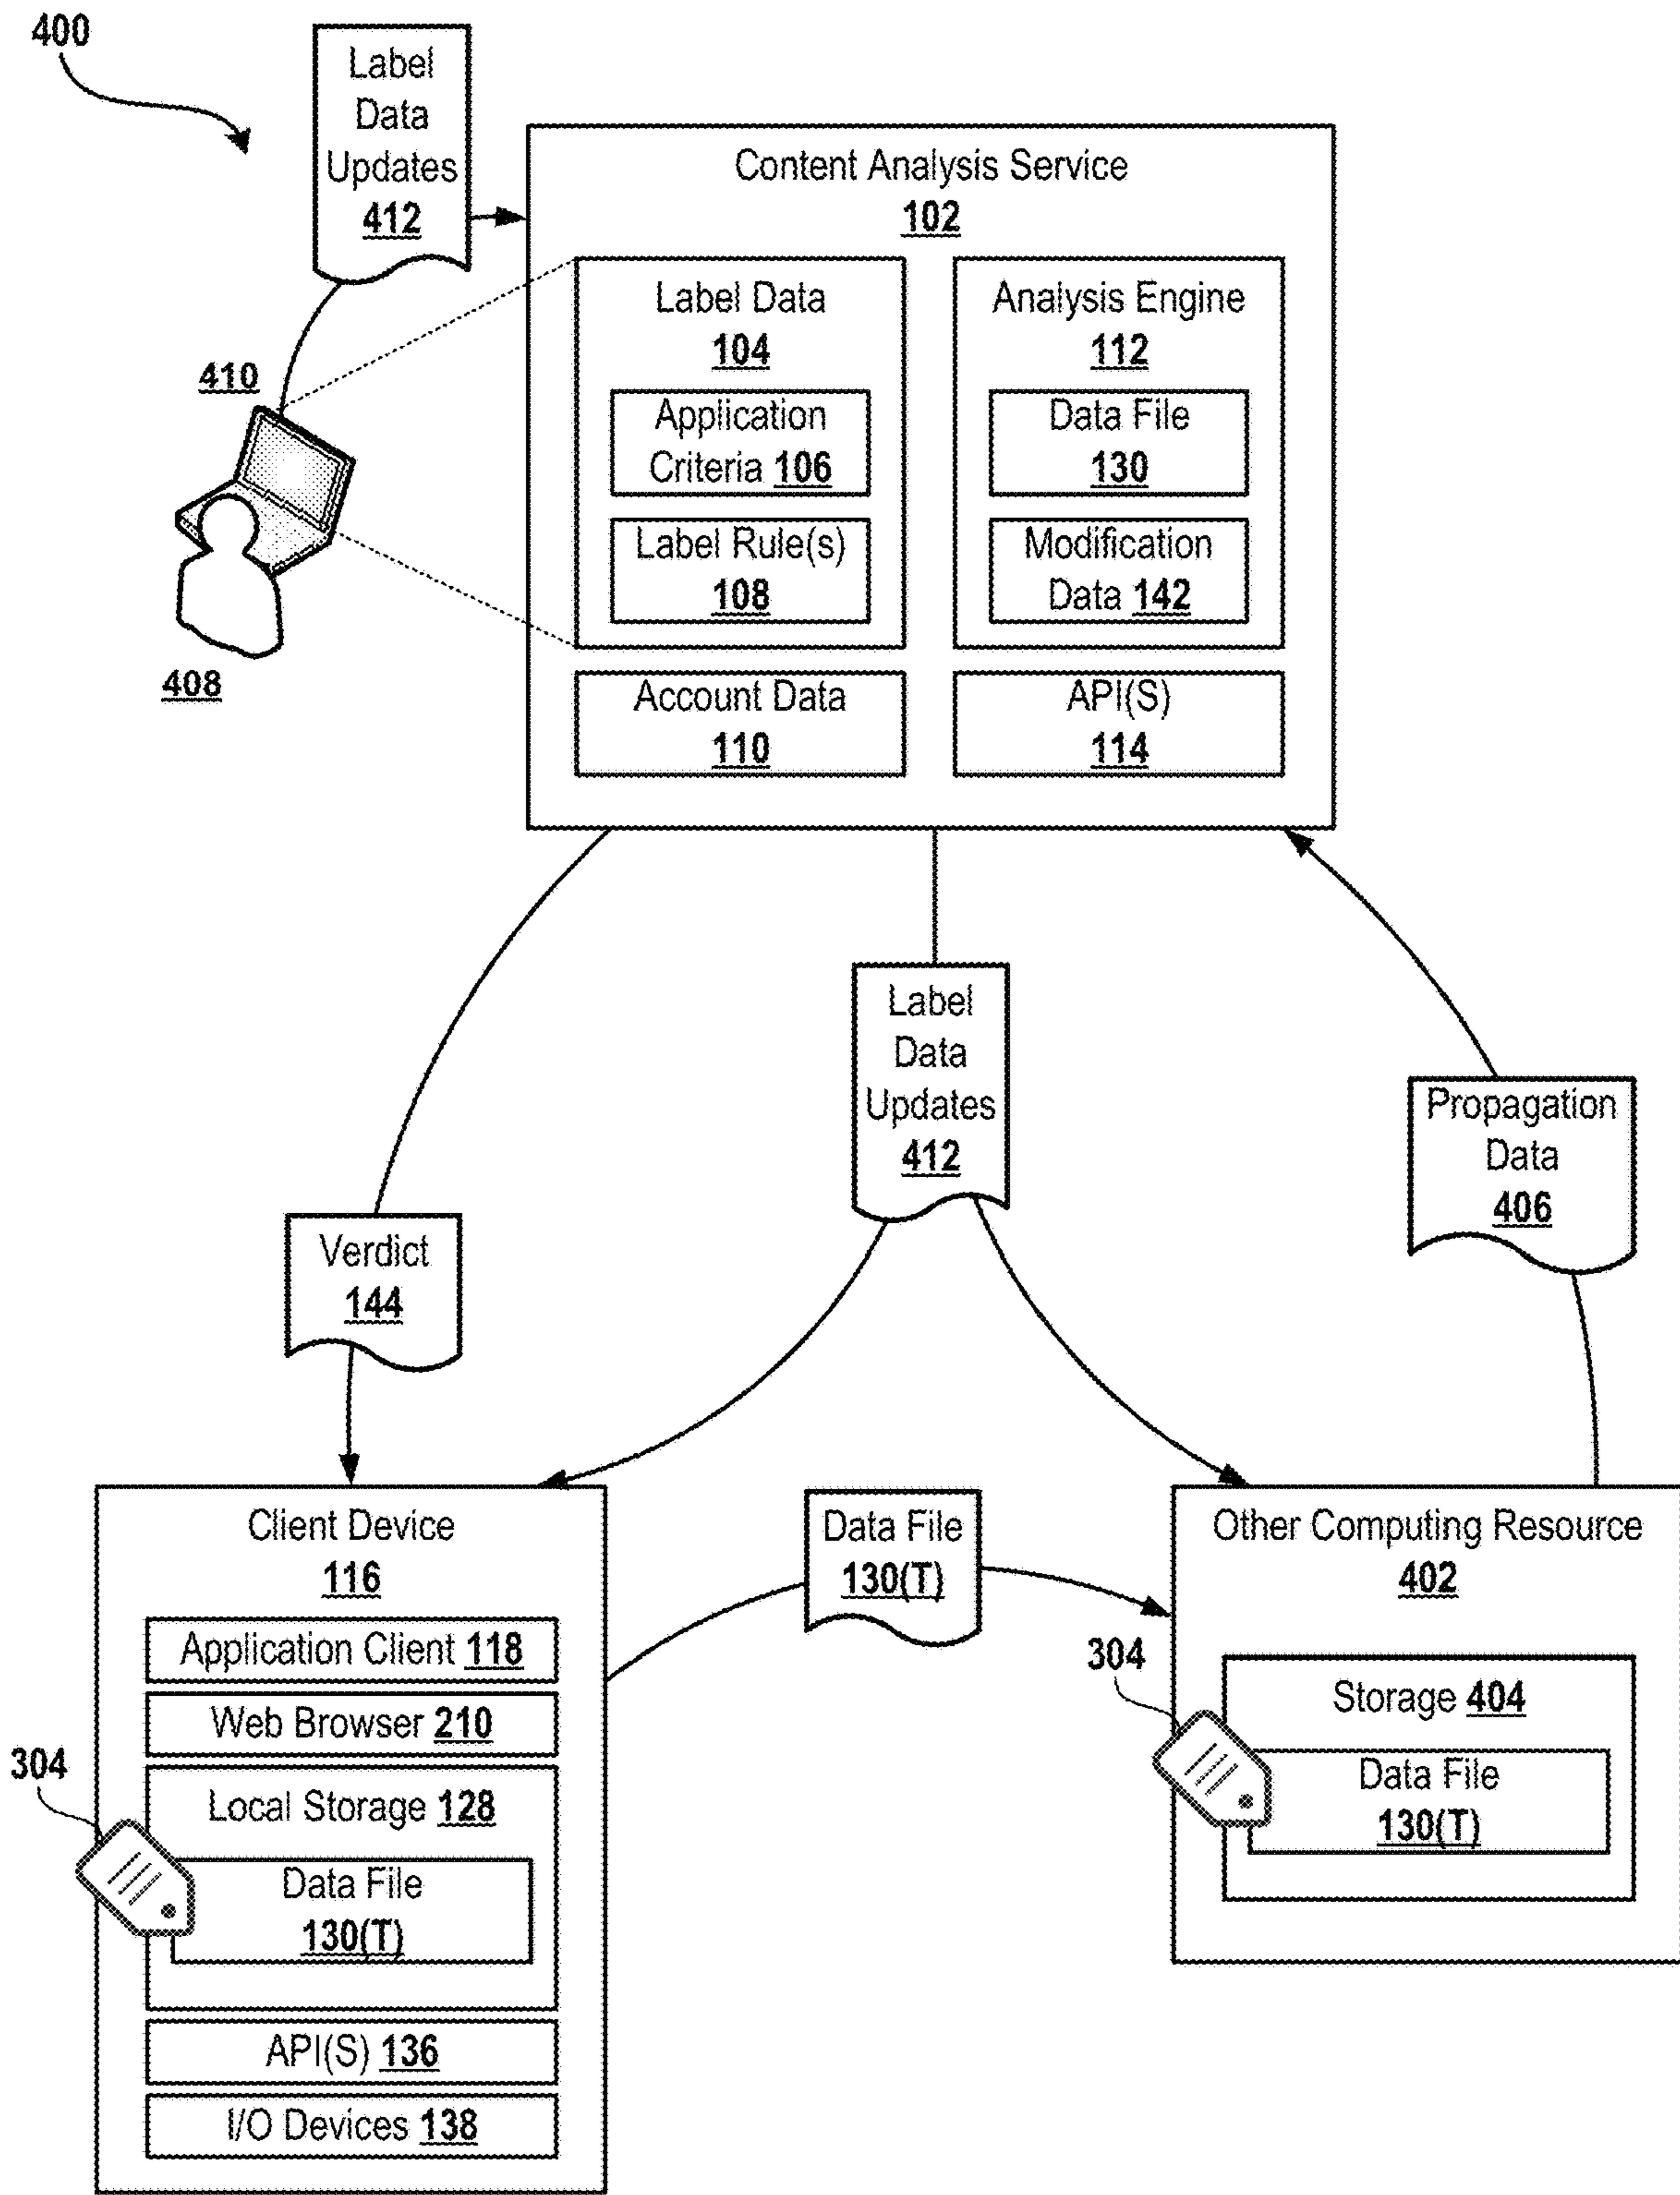 400
Label
Data
Updates
412
Content Analysis Service
102
Label Data
104
Application
Criteria 106
Label Rule(s)
108
Analysis Engine
112
Data File
130
Modification
Data 142
Account Data
110
API(S)
114
410
408
Label
Data
Updates
412
Propagation
Data
406
Verdict
144
Client Device
116
Application Client 118
Web Browser 210
304
Local Storage 128
Data File
130(T)
API(S) 136
I/O Devices 138
Data File
130(T)
Other Computing Resource
402
304
Storage 404
Data File
130(T)